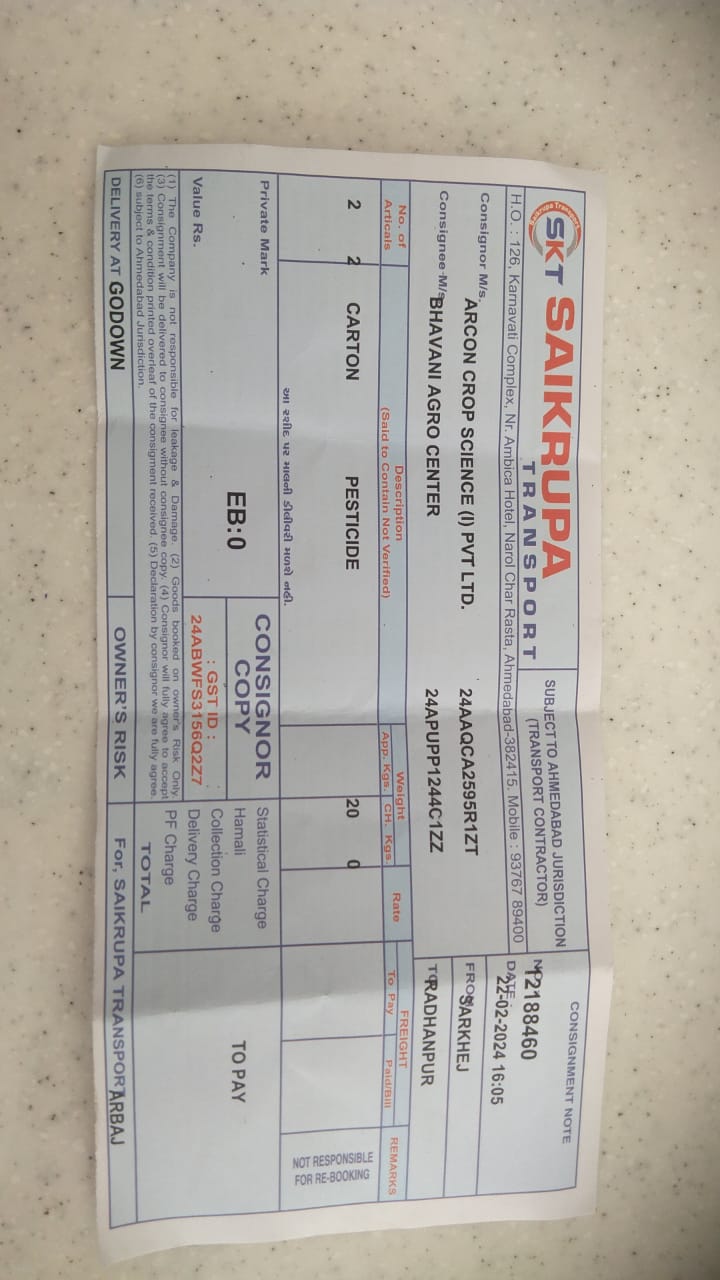 Saikrupa Transport
SKT SAIKRUPA
TRANSPORT
SUBJECT TO AHMEDABAD JURISDICTION
(TRANSPORT CONTRACTOR)
H.O. : 126, Karnavati Complex, Nr. Ambica Hotel, Narol Char Rasta, Ahmedabad-382415. Mobile : 93767 89400
CONSIGNMENT NOTE
No. 12188460
DATE : 22-02-2024 16:05
Consignor M/s. ARCON CROP SCIENCE (I) PVT LTD. 24AAQCA2595R1ZT
FROM SARKHEJ
Consignee M/s. BHAVANI AGRO CENTER 24APUPP1244C1ZZ
TO RADHANPUR
No. of Articals
Description
(Said to Contain Not Verified)
Weight
App. Kgs. CH. Kgs.
Rate
FREIGHT
To Pay Paid/Bill
REMARKS
2 2 CARTON PESTICIDE 20 0
NOT RESPONSIBLE
FOR RE-BOOKING
આ રસીદ પર માલની ડીલીવરી મળશે નહી.
Private Mark
EB:0
CONSIGNOR
COPY
Statistical Charge
Hamali
TO PAY
Collection Charge
Value Rs.
: GST ID :
24ABWFS3156Q2Z7
Delivery Charge
PF Charge
TOTAL
(1) The Company is not responsible for leakage & Damage. (2) Goods booked on owner's Risk Only.
(3) Consignment will be delivered to consignee without consignee copy. (4) Consignor will fully agree to accept
the terms & condition printed overleaf of the consigment received. (5) Declaration by consignor we are fully agree.
(6) subject to Ahmedabad Jurisdiction.
DELIVERY AT GODOWN
OWNER'S RISK
For, SAIKRUPA TRANSPORT ARBAJ